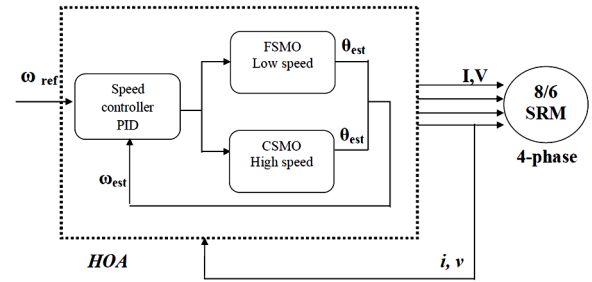 ω ref
Speed
controller
PID
FSMO
Low speed
θest
CSMO
High speed
θest
ωest
I,V
8/6
SRM
4-phase
HOA
i, v